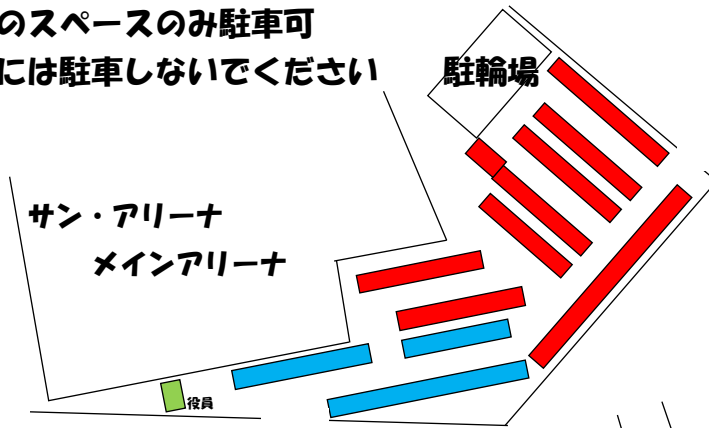 のスペースのみ駐車可
には駐車しないでください
駐輪場
サン・アリーナ
メインアリーナ
役員